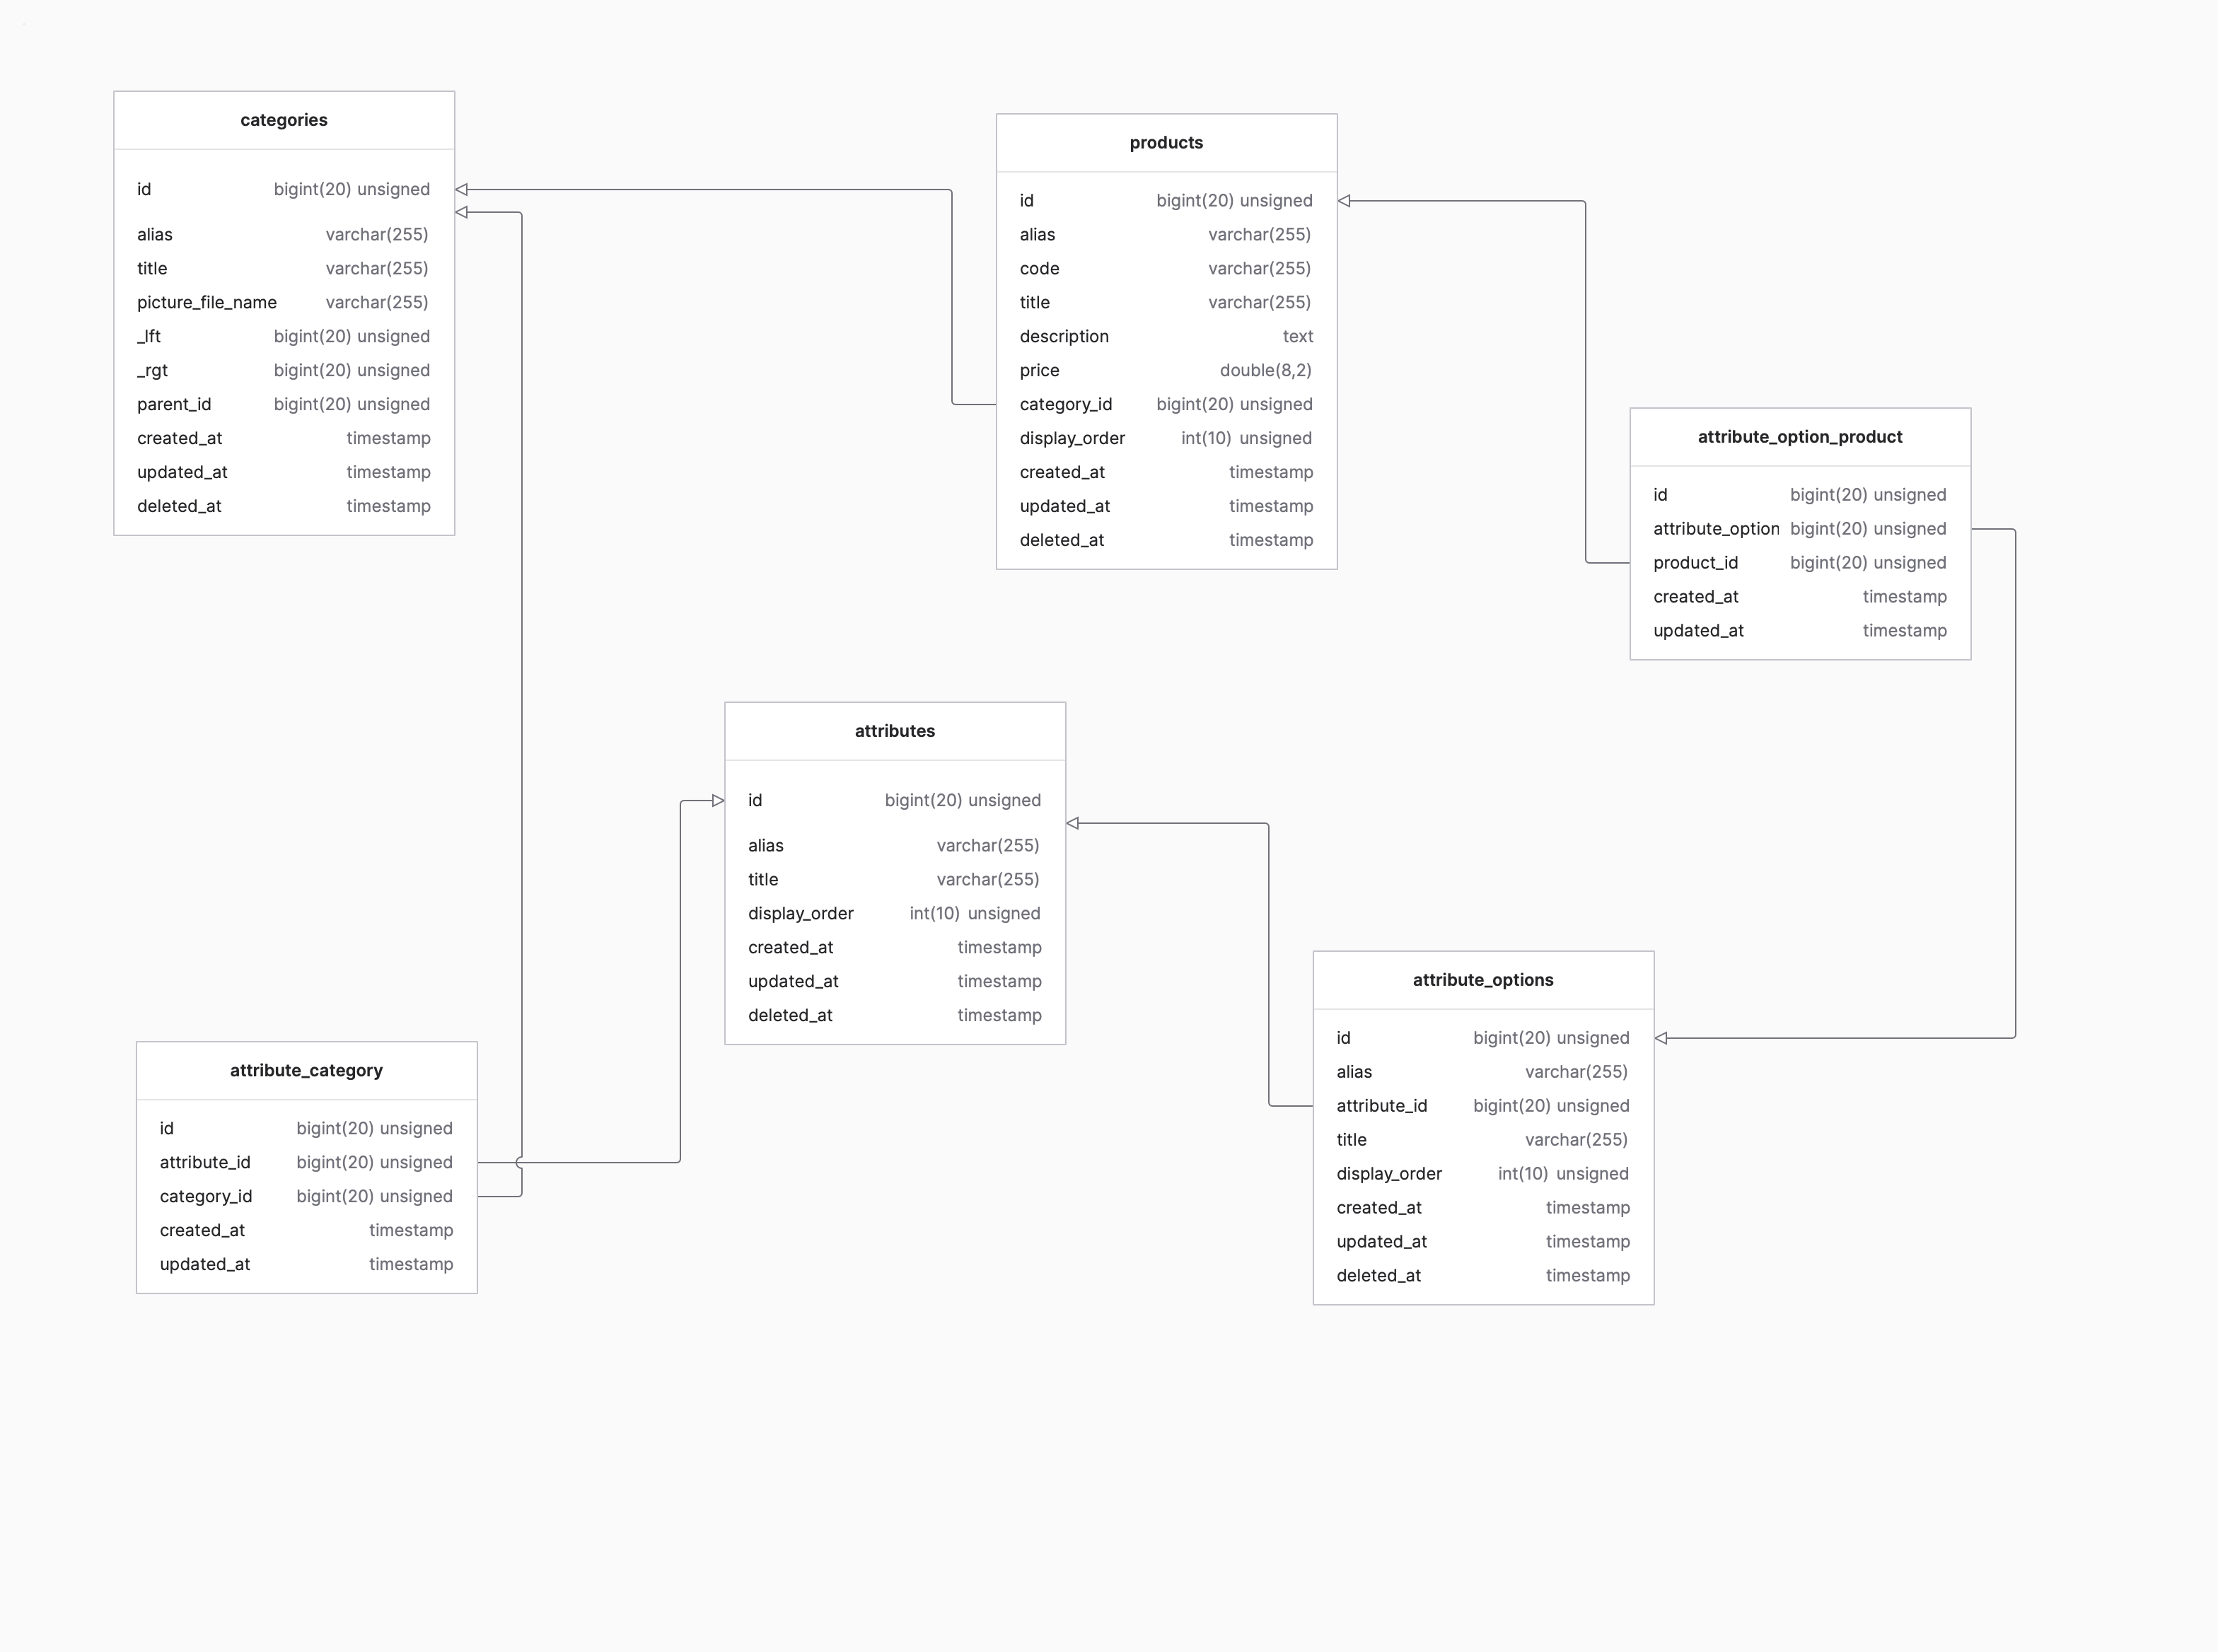 categories
id bigint(20) unsigned
alias varchar(255)
title varchar(255)
picture_file_name varchar(255)
_lft bigint(20) unsigned
_rgt bigint(20) unsigned
parent_id bigint(20) unsigned
created_at timestamp
updated_at timestamp
deleted_at timestamp
products
id bigint(20) unsigned
alias varchar(255)
code varchar(255)
title varchar(255)
description text
price double(8,2)
category_id bigint(20) unsigned
display_order int(10) unsigned
created_at timestamp
updated_at timestamp
deleted_at timestamp
attribute_option_product
id bigint(20) unsigned
attribute_option bigint(20) unsigned
product_id bigint(20) unsigned
created_at timestamp
updated_at timestamp
attributes
id bigint(20) unsigned
alias varchar(255)
title varchar(255)
display_order int(10) unsigned
created_at timestamp
updated_at timestamp
deleted_at timestamp
attribute_options
id bigint(20) unsigned
alias varchar(255)
attribute_id bigint(20) unsigned
title varchar(255)
display_order int(10) unsigned
created_at timestamp
updated_at timestamp
deleted_at timestamp
attribute_category
id bigint(20) unsigned
attribute_id bigint(20) unsigned
category_id bigint(20) unsigned
created_at timestamp
updated_at timestamp